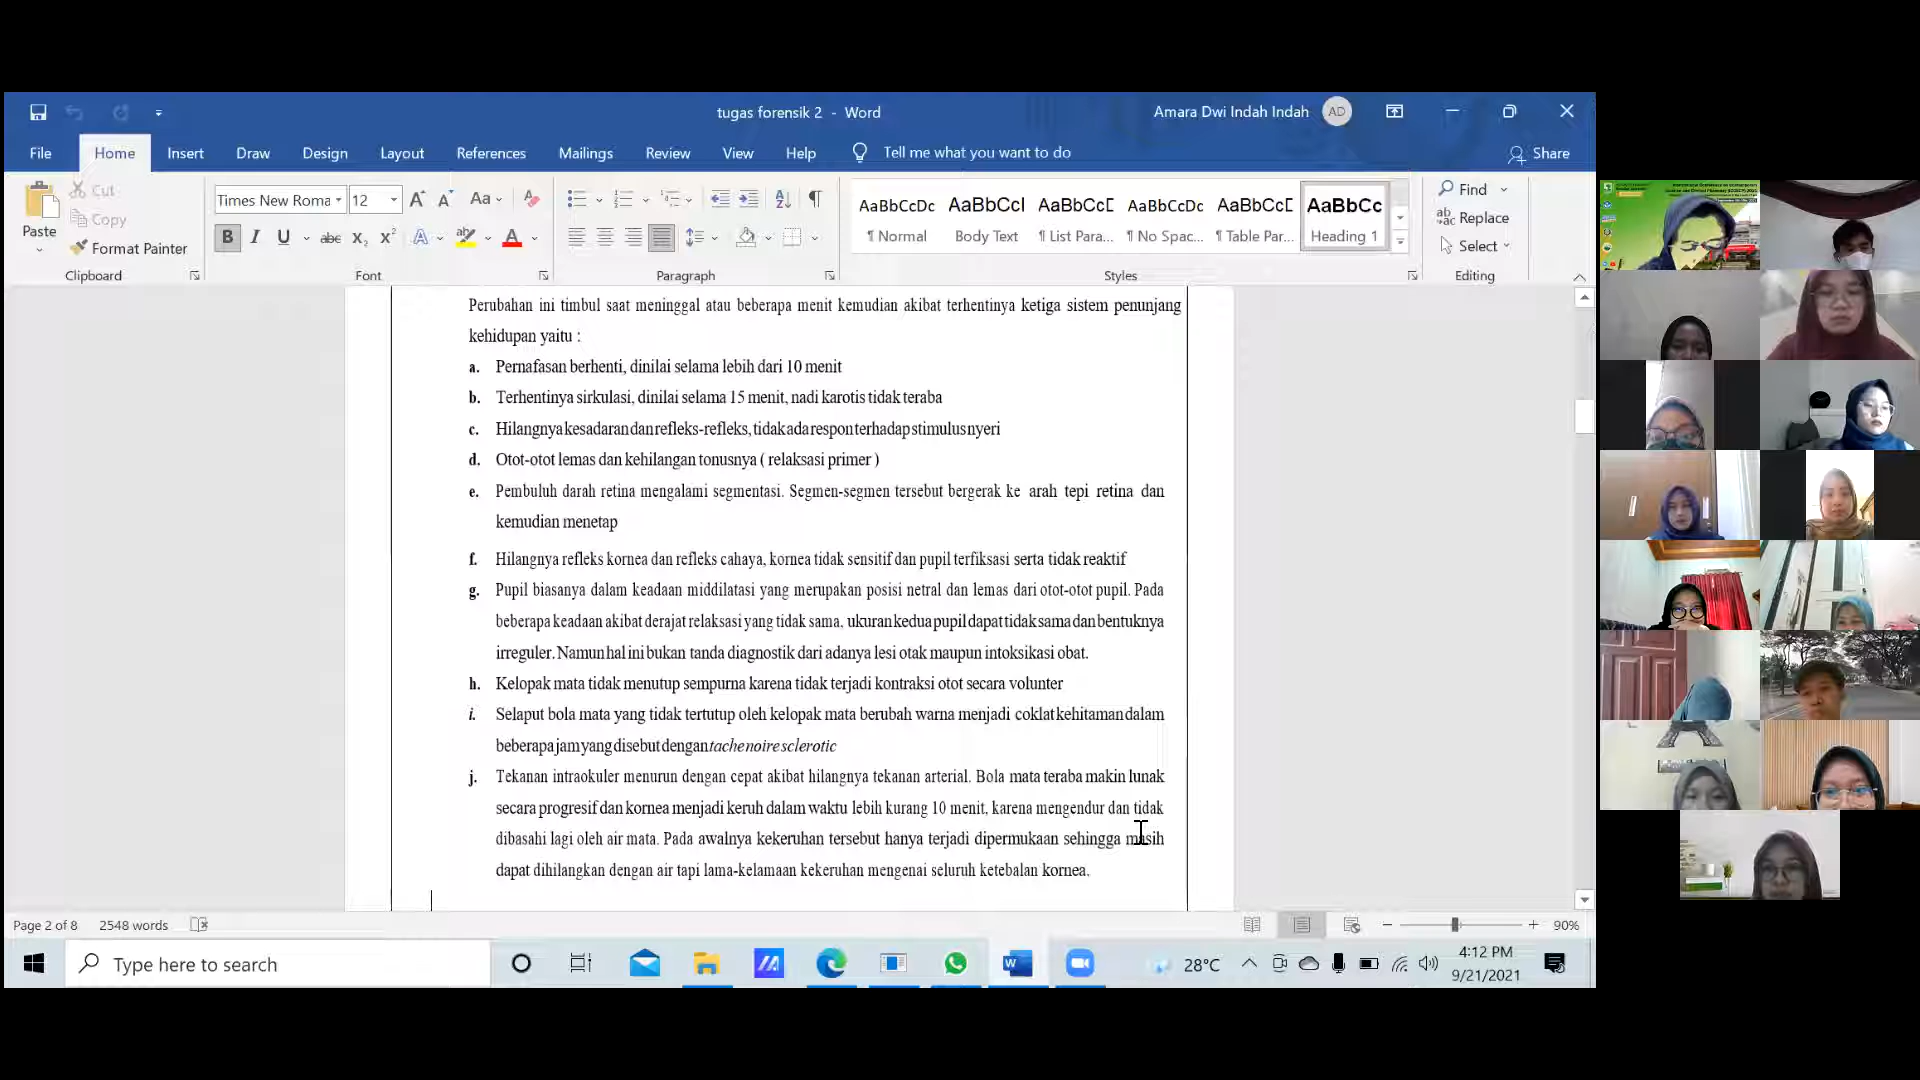 tugas forensik 2 - Word
Amara Dwi Indah Indah
AD
File Home Insert Draw Design Layout References Mailings Review View Help Tell me what you want to do
Share
Paste
Cut
Copy
Format Painter
Clipboard
Times New Roma
12
Aa
B I U abc X₂ X² A A
Font
Paragraph
AaBbCcDc AaBbCcI AaBbCcD AaBbCcDc AaBbCcD AaBbCc
¶ Normal Body Text ¶ List Para... ¶ No Spac... ¶ Table Par... Heading 1
Styles
Find
Replace
Select
Editing
Perubahan ini timbul saat meninggal atau beberapa menit kemudian akibat terhentinya ketiga sistem penunjang
kehidupan yaitu :
a. Pernafasan berhenti, dinilai selama lebih dari 10 menit
b. Terhentinya sirkulasi, dinilai selama 15 menit, nadi karotis tidak teraba
c. Hilangnya kesadaran dan refleks-refleks, tidak ada respon terhadap stimulus nyeri
d. Otot-otot lemas dan kehilangan tonusnya ( relaksasi primer )
e. Pembuluh darah retina mengalami segmentasi. Segmen-segmen tersebut bergerak ke arah tepi retina dan
kemudian menetap
f. Hilangnya refleks kornea dan refleks cahaya, kornea tidak sensitif dan pupil terfiksasi serta tidak reaktif
g. Pupil biasanya dalam keadaan middilatasi yang merupakan posisi netral dan lemas dari otot-otot pupil. Pada
beberapa keadaan akibat derajat relaksasi yang tidak sama, ukuran kedua pupil dapat tidak sama dan bentuknya
irreguler. Namun hal ini bukan tanda diagnostik dari adanya lesi otak maupun intoksikasi obat.
h. Kelopak mata tidak menutup sempurna karena tidak terjadi kontraksi otot secara volunter
i. Selaput bola mata yang tidak tertutup oleh kelopak mata berubah warna menjadi coklat kehitaman dalam
beberapa jam yang disebut dengan tache noire sclerotic
j. Tekanan intraokuler menurun dengan cepat akibat hilangnya tekanan arterial. Bola mata teraba makin lunak
secara progresif dan kornea menjadi keruh dalam waktu lebih kurang 10 menit, karena mengendur dan tidak
dibasahi lagi oleh air mata. Pada awalnya kekeruhan tersebut hanya terjadi dipermukaan sehingga masih
dapat dihilangkan dengan air tapi lama-kelamaan kekeruhan mengenai seluruh ketebalan kornea.
Page 2 of 8 2548 words
90%
Type here to search
28°C
4:12 PM
9/21/2021